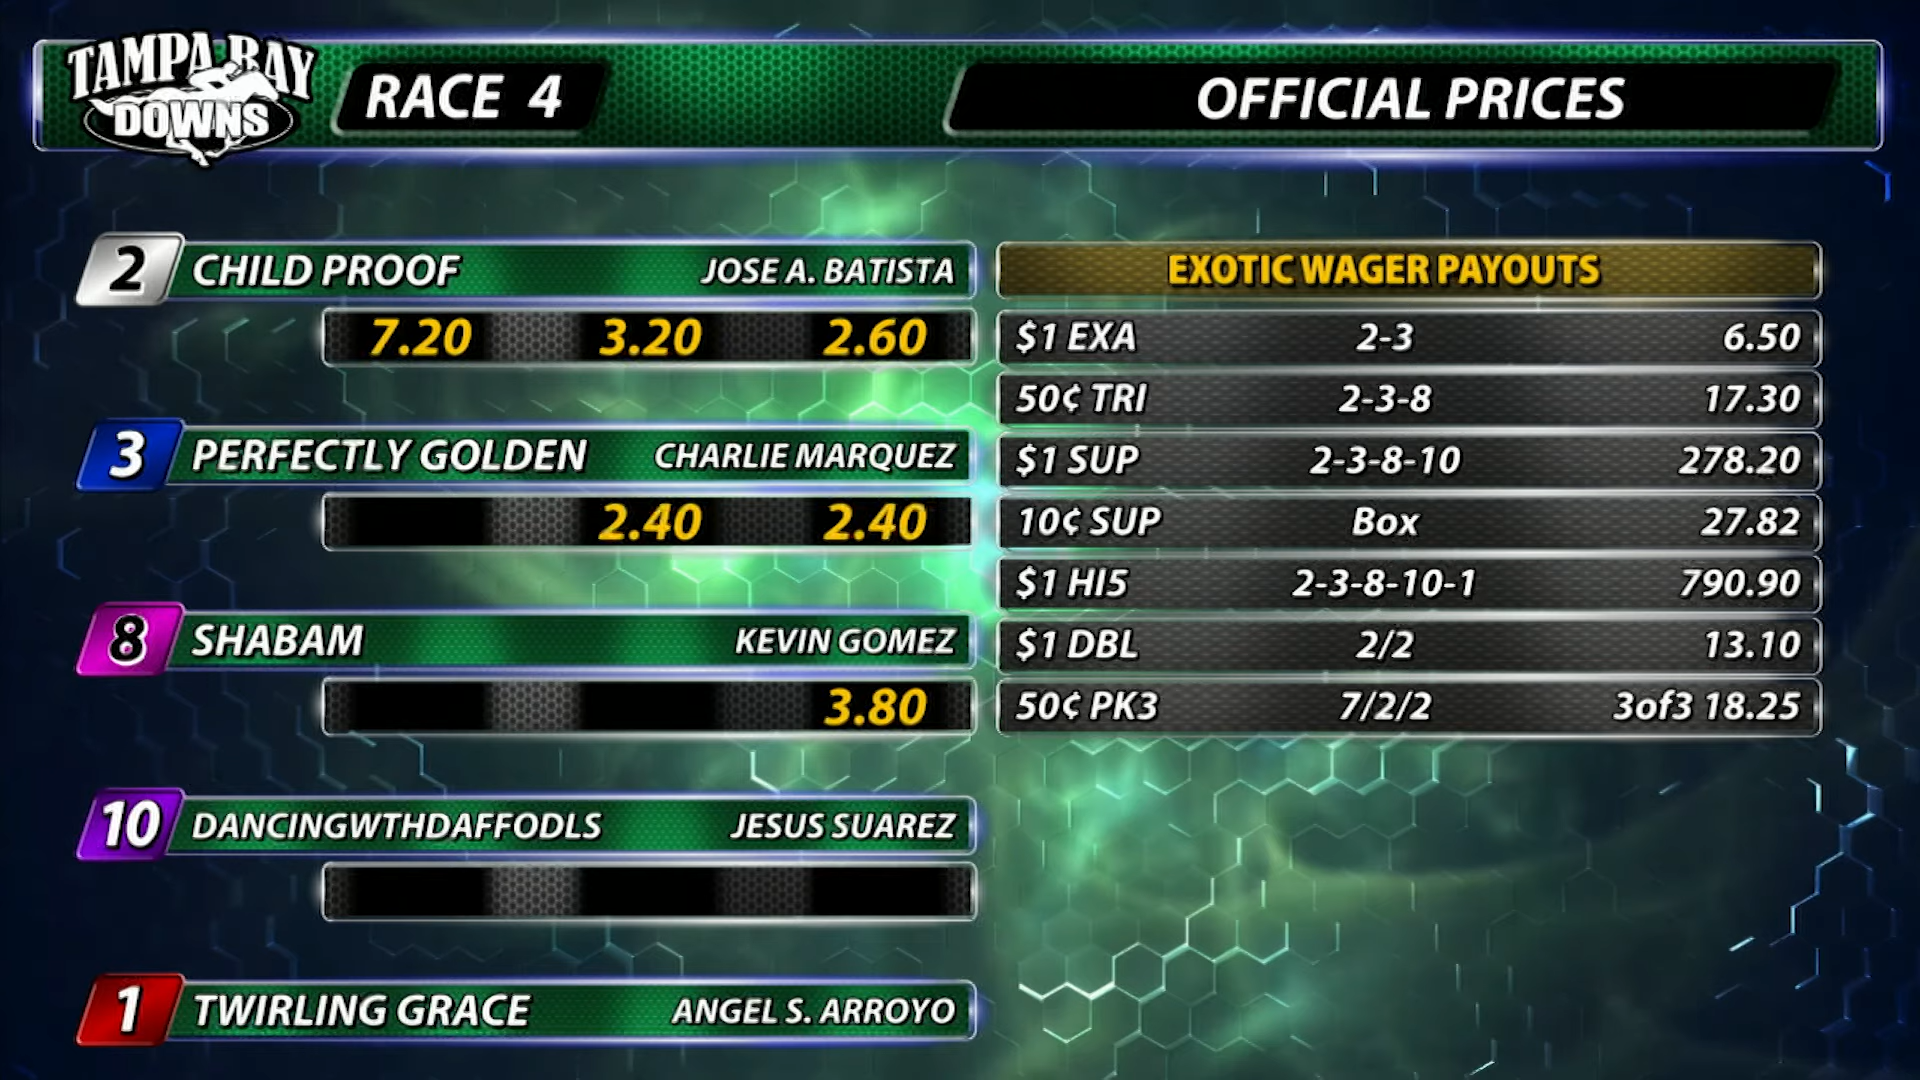 TAMPA BAY
DOWNS
RACE 4
OFFICIAL PRICES
2 CHILD PROOF JOSE A. BATISTA
7.20 3.20 2.60
3 PERFECTLY GOLDEN CHARLIE MARQUEZ
2.40 2.40
8 SHABAM KEVIN GOMEZ
3.80
10 DANCINGWTHDAFFODLS JESUS SUAREZ
1 TWIRLING GRACE ANGEL S. ARROYO
EXOTIC WAGER PAYOUTS
$1 EXA 2-3 6.50
50¢ TRI 2-3-8 17.30
$1 SUP 2-3-8-10 278.20
10¢ SUP Box 27.82
$1 HI5 2-3-8-10-1 790.90
$1 DBL 2/2 13.10
50¢ PK3 7/2/2 3of3 18.25